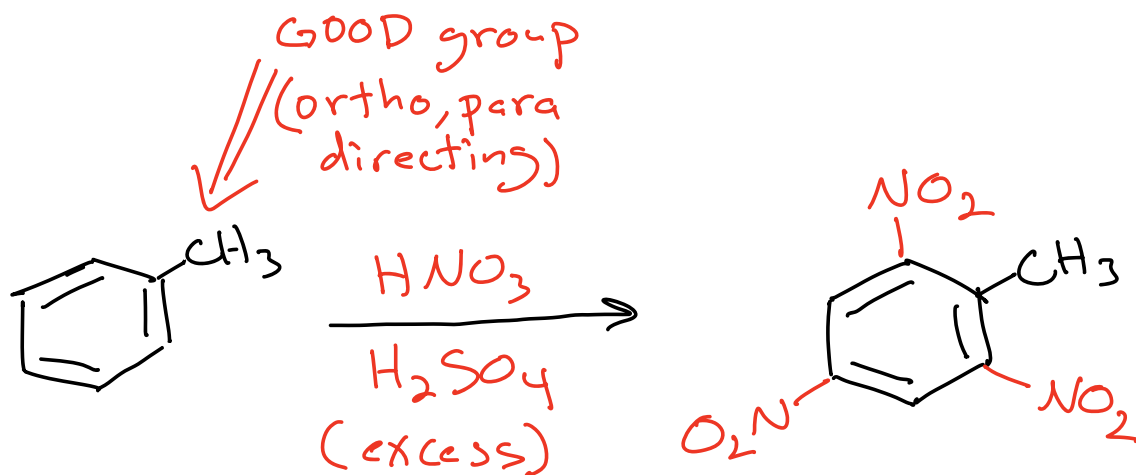 GOOD group
(ortho, para
directing)
CH₃
HNO₃
H₂SO₄
(excess)
NO₂
CH₃
O₂N
NO₂